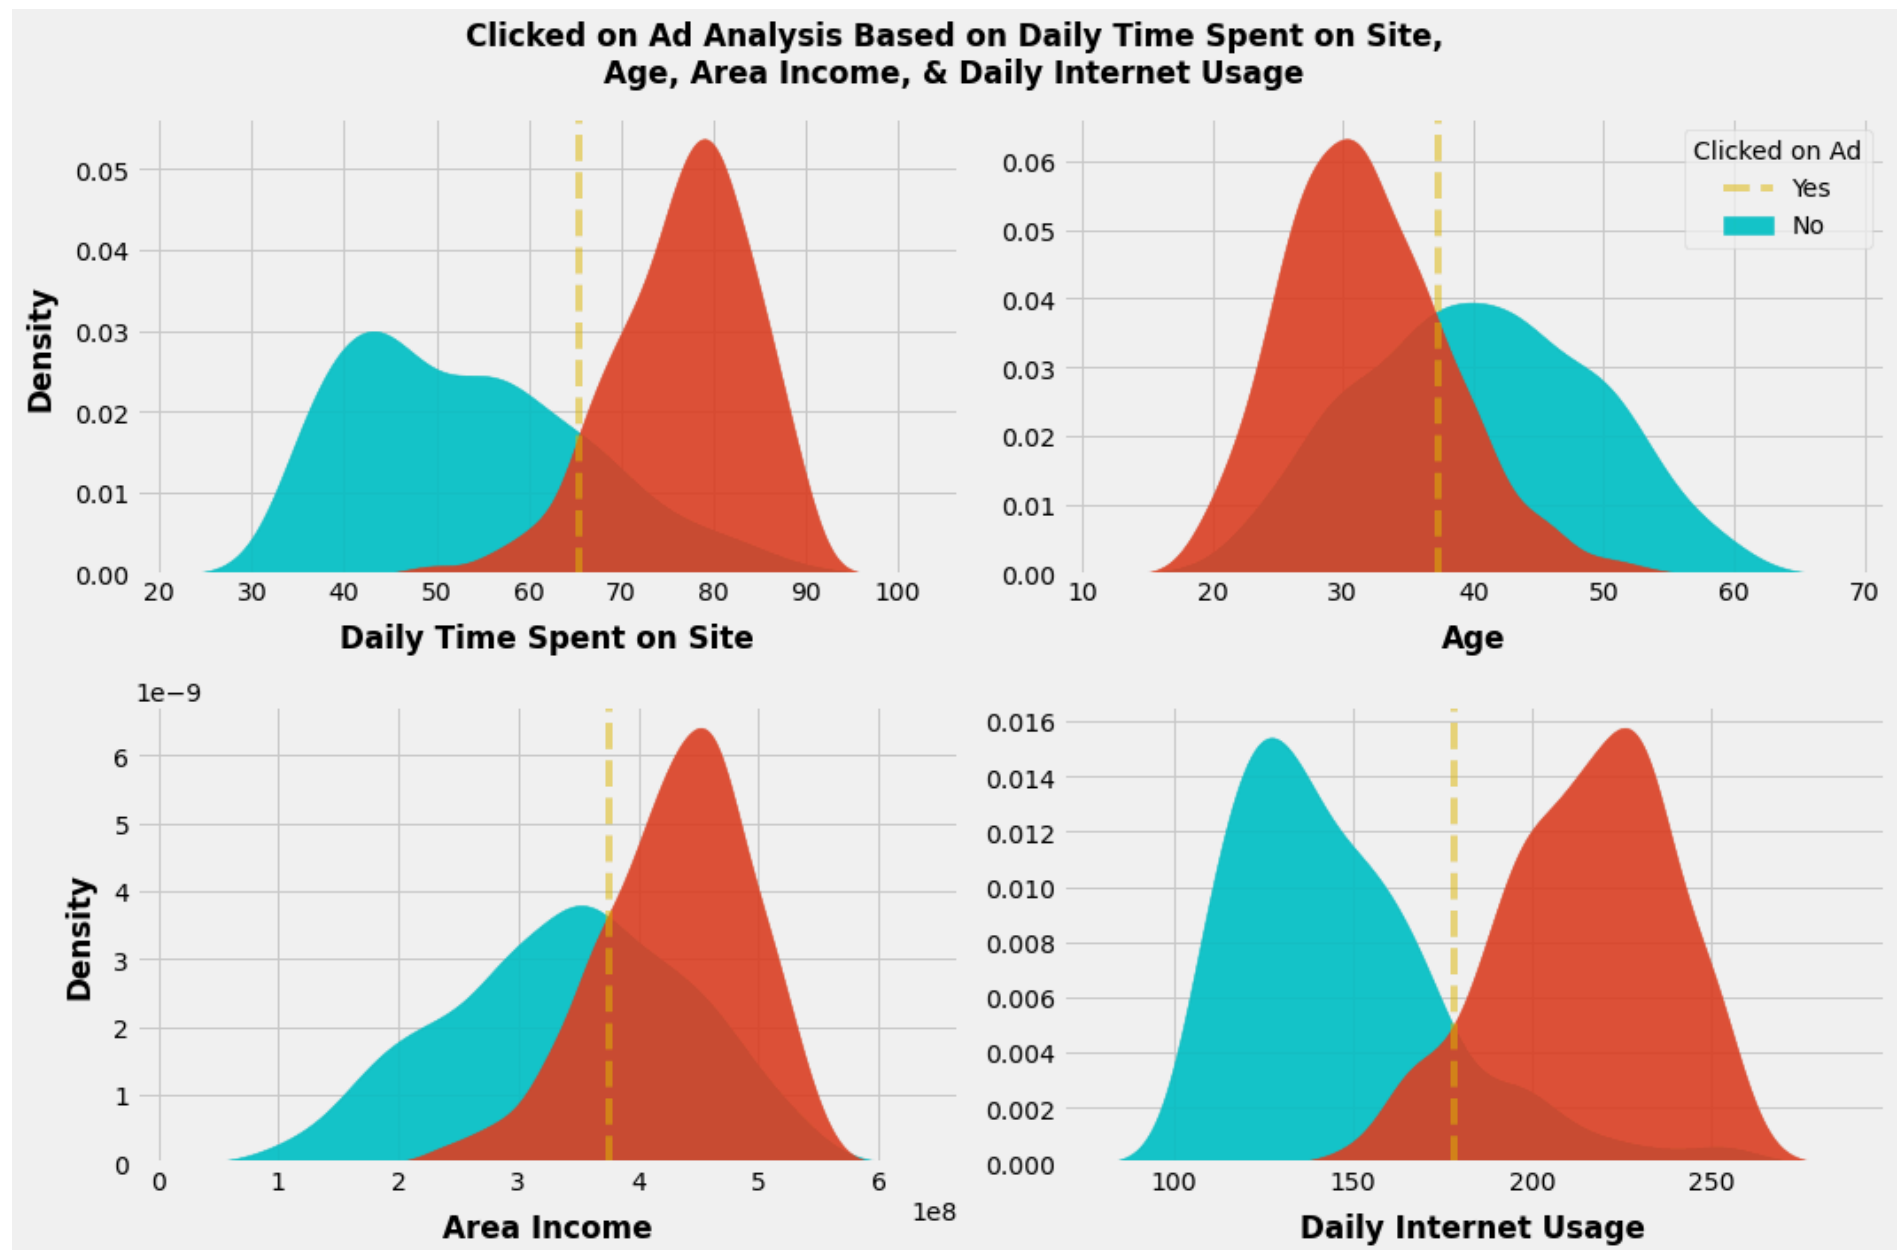 Clicked on Ad Analysis Based on Daily Time Spent on Site,
Age, Area Income, & Daily Internet Usage
Density
0.05
0.04
0.03
0.02
0.01
0.00
20 30 40 50 60 70 80 90 100
Daily Time Spent on Site
0.06
0.05
0.04
0.03
0.02
0.01
0.00
10 20 30 40 50 60 70
Age
Clicked on Ad
Yes
No
1e−9
Density
6
5
4
3
2
1
0
0 1 2 3 4 5 6
1e8
Area Income
0.016
0.014
0.012
0.010
0.008
0.006
0.004
0.002
0.000
100 150 200 250
Daily Internet Usage